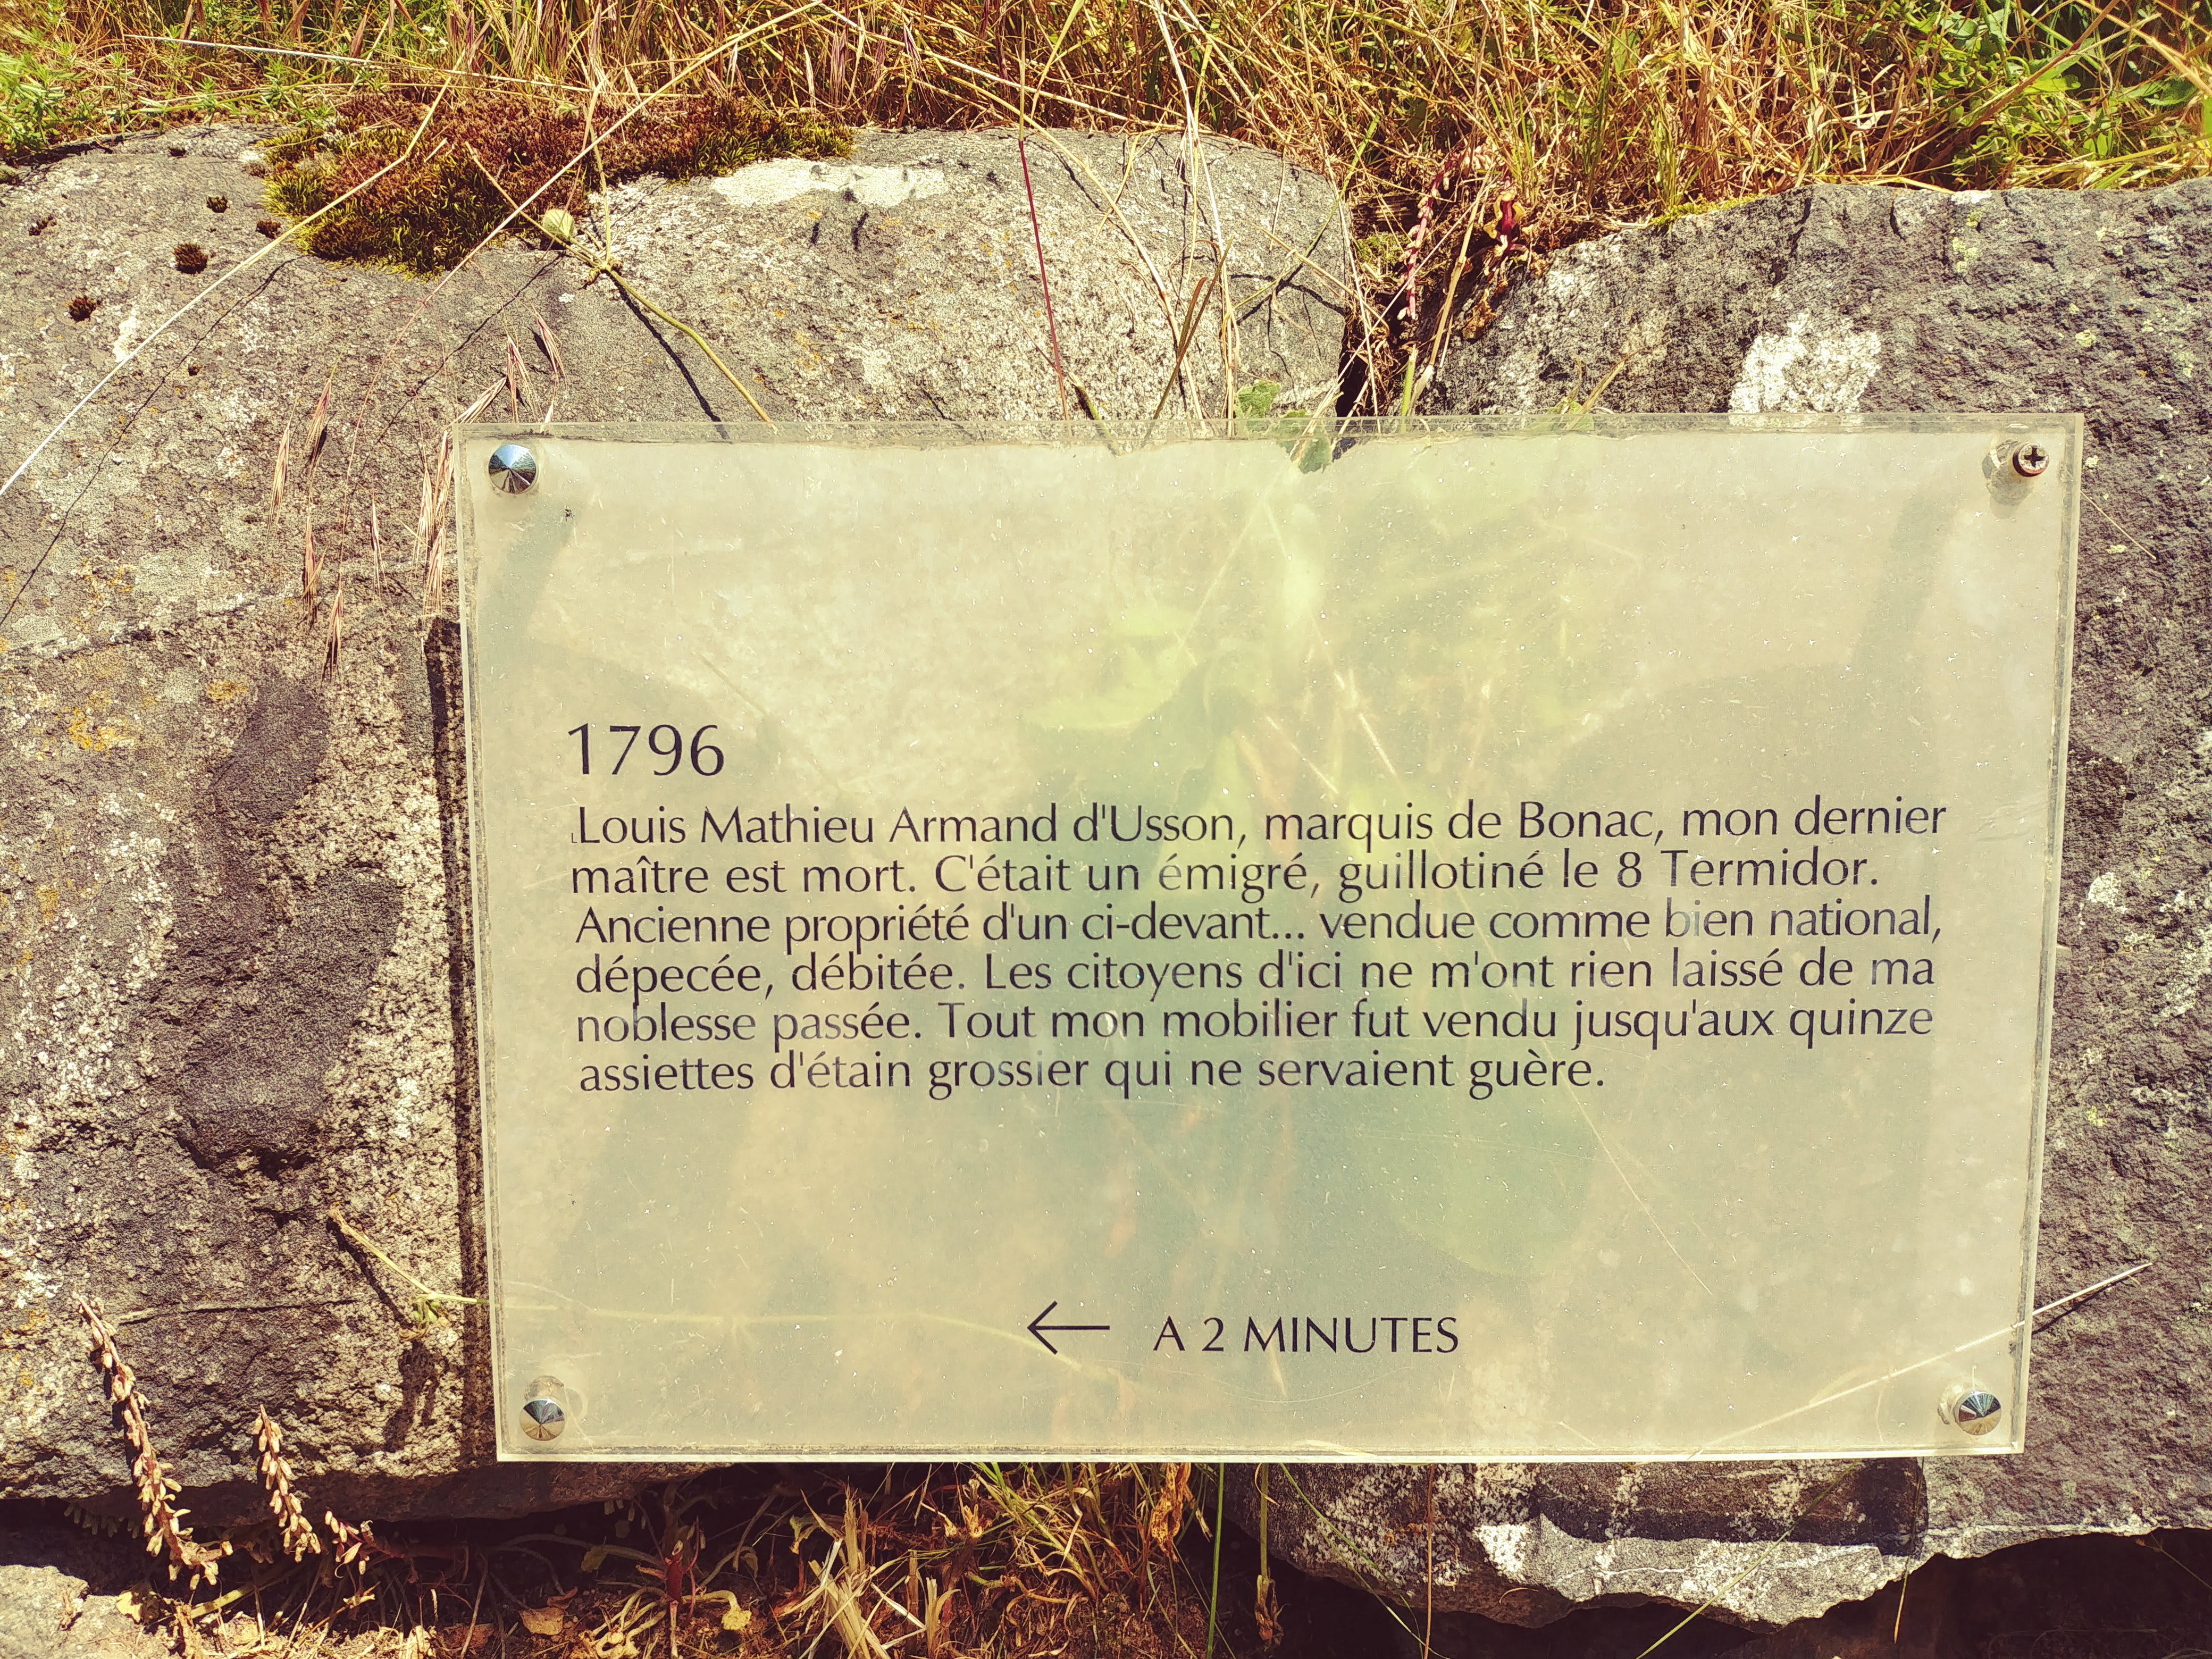 1796
Louis Mathieu Armand d'Usson, marquis de Bonac, mon dernier
maître est mort. C'était un émigré, guillotiné le 8 Termidor.
Ancienne propriété d'un ci-devant... vendue comme bien national,
dépecée, débitée. Les citoyens d'ici ne m'ont rien laissé de ma
noblesse passée. Tout mon mobilier fut vendu jusqu'aux quinze
assiettes d'étain grossier qui ne servaient guère.
← A 2 MINUTES